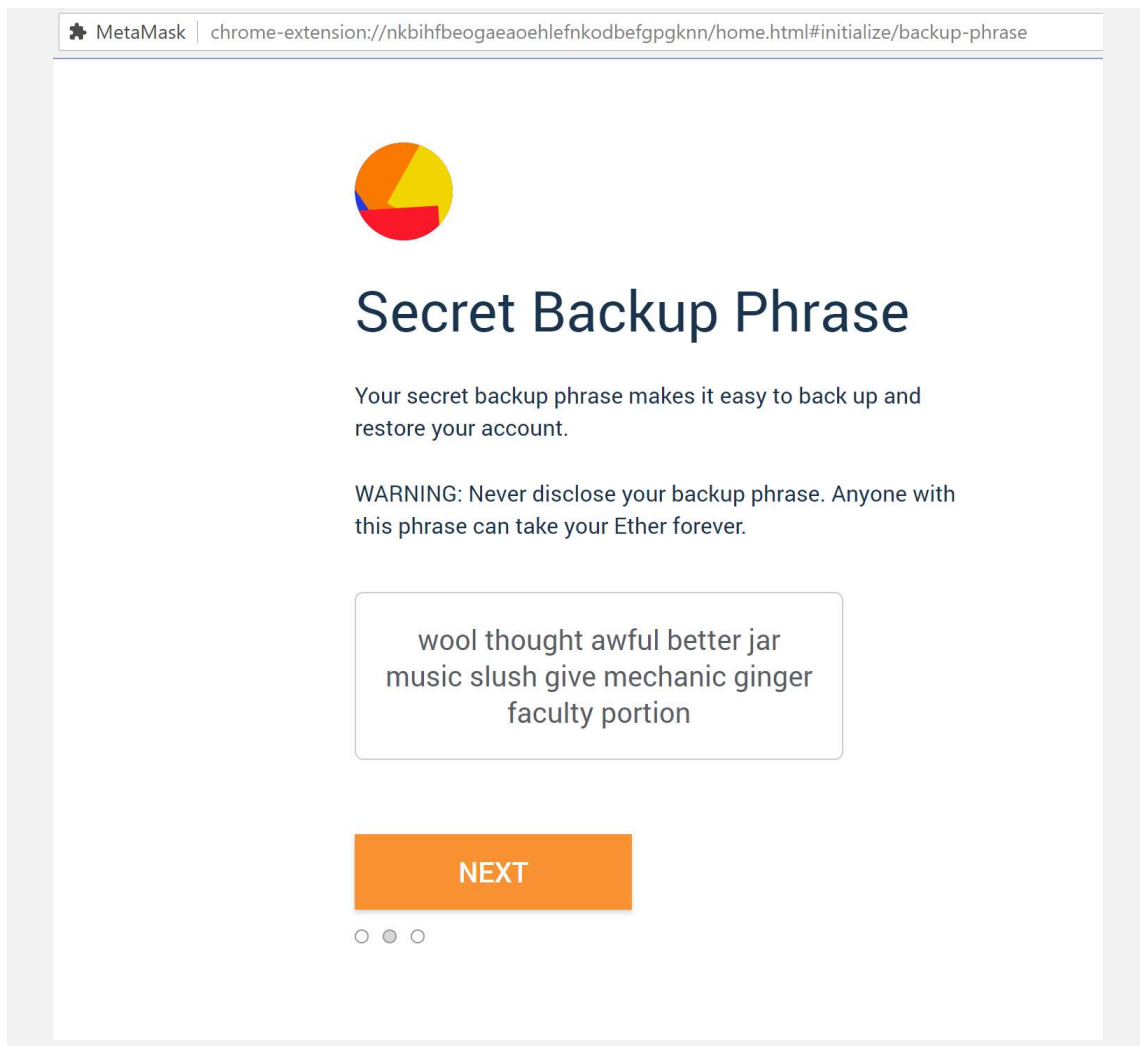 MetaMask
chrome-extension://nkbihfbeogaeaoehlefnkodbefgpgknn/home.html#initialize/backup-phrase
Secret Backup Phrase
Your secret backup phrase makes it easy to back up and
restore your account.
WARNING: Never disclose your backup phrase. Anyone with
this phrase can take your Ether forever.
wool thought awful better jar
music slush give mechanic ginger
faculty portion
NEXT